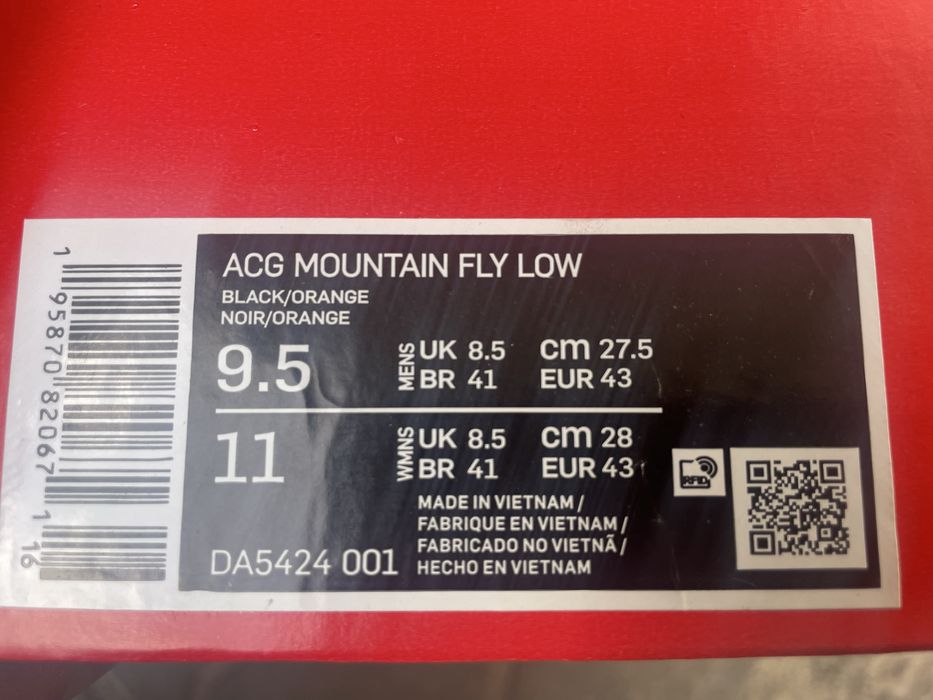 ACG MOUNTAIN FLY LOW
BLACK/ORANGE
NOIR/ORANGE
9.5 MENS UK 8.5 cm 27.5
BR 41 EUR 43
11 WMNS UK 8.5 cm 28
BR 41 EUR 43
MADE IN VIETNAM /
FABRIQUE EN VIETNAM /
FABRICADO NO VIETNÃ /
HECHO EN VIETNAM
DA5424 001
RFID
1 95870 82067 1 16